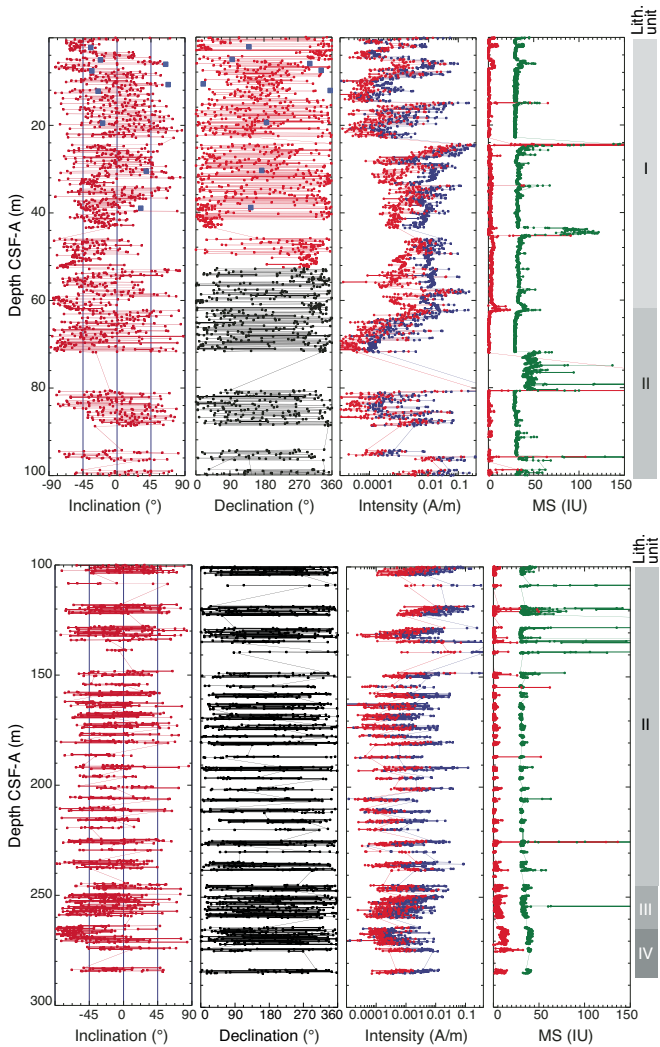 Lith.
unit
Depth CSF-A (m)
20
40
60
80
100
I
II
-90 -45 0 45 90
90 180 270 360
0.0001 0.01 0.1
0 50 100 150
Inclination (°)
Declination (°)
Intensity (A/m)
MS (IU)
Lith.
unit
Depth CSF-A (m)
100
150
200
250
300
II
III
IV
-45 0 45 90
0 90 180 270 360
0.0001 0.001 0.01 0.1
0 50 100 150
Inclination (°)
Declination (°)
Intensity (A/m)
MS (IU)